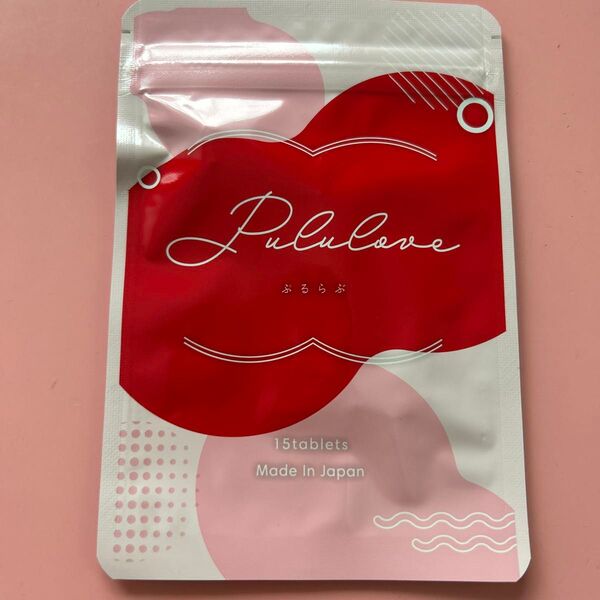 Pululove
ぷるらぶ
15tablets
Made In Japan